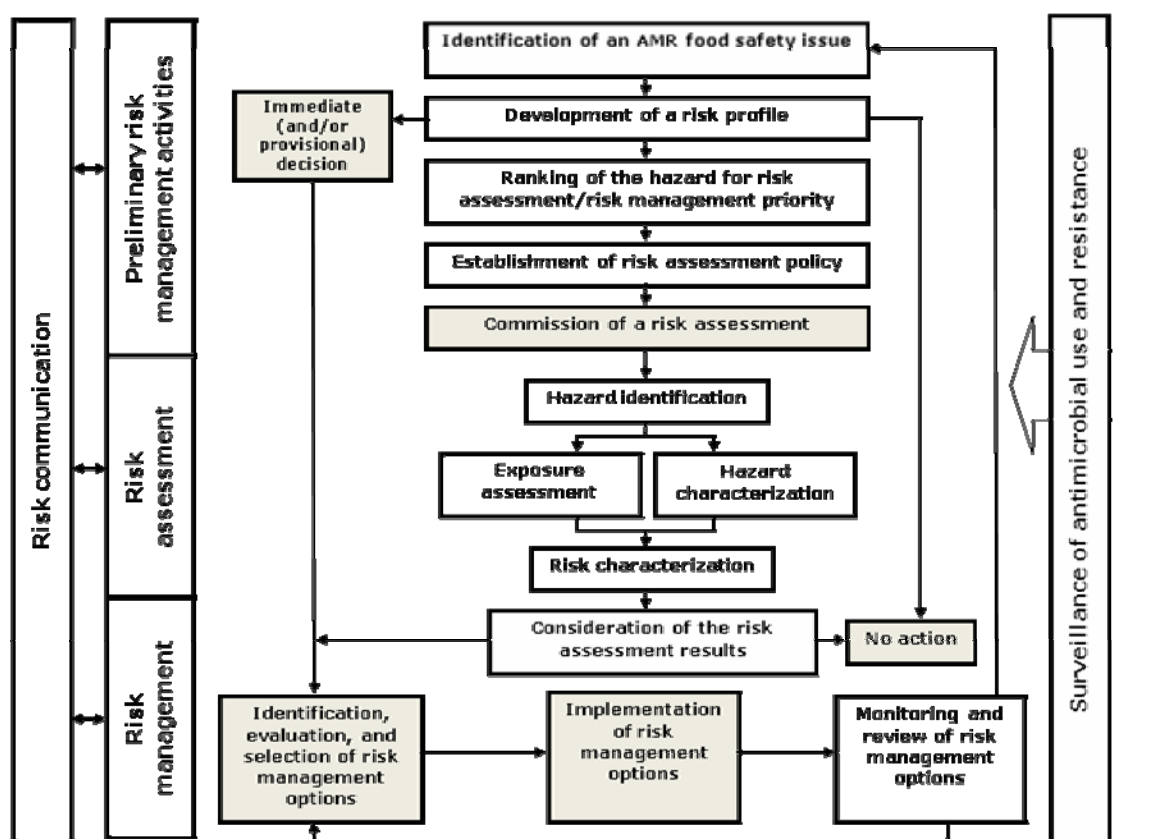 Risk communication
Preliminary risk
management activities
Risk
assessment
Risk
management
Identification of an AMR food safety issue
Immediate
(and/or
provisional)
decision
Development of a risk profile
Ranking of the hazard for risk
assessment/risk management priority
Establishment of risk assessment policy
Commission of a risk assessment
Hazard identification
Exposure
assessment
Hazard
characterization
Risk characterization
Consideration of the risk
assessment results
No action
Identification,
evaluation, and
selection of risk
management
options
Implementation
of risk
management
options
Monitoring and
review of risk
management
options
Surveillance of antimicrobial use and resistance